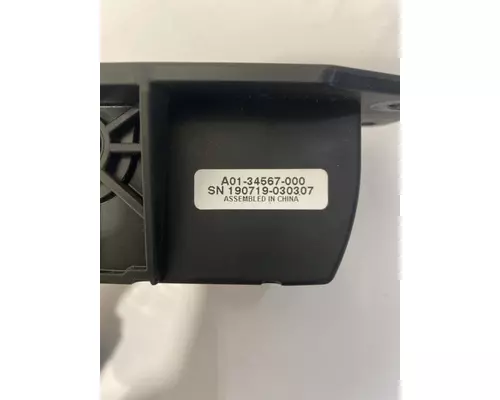 A01-34567-000
SN 190719-030307
ASSEMBLED IN CHINA